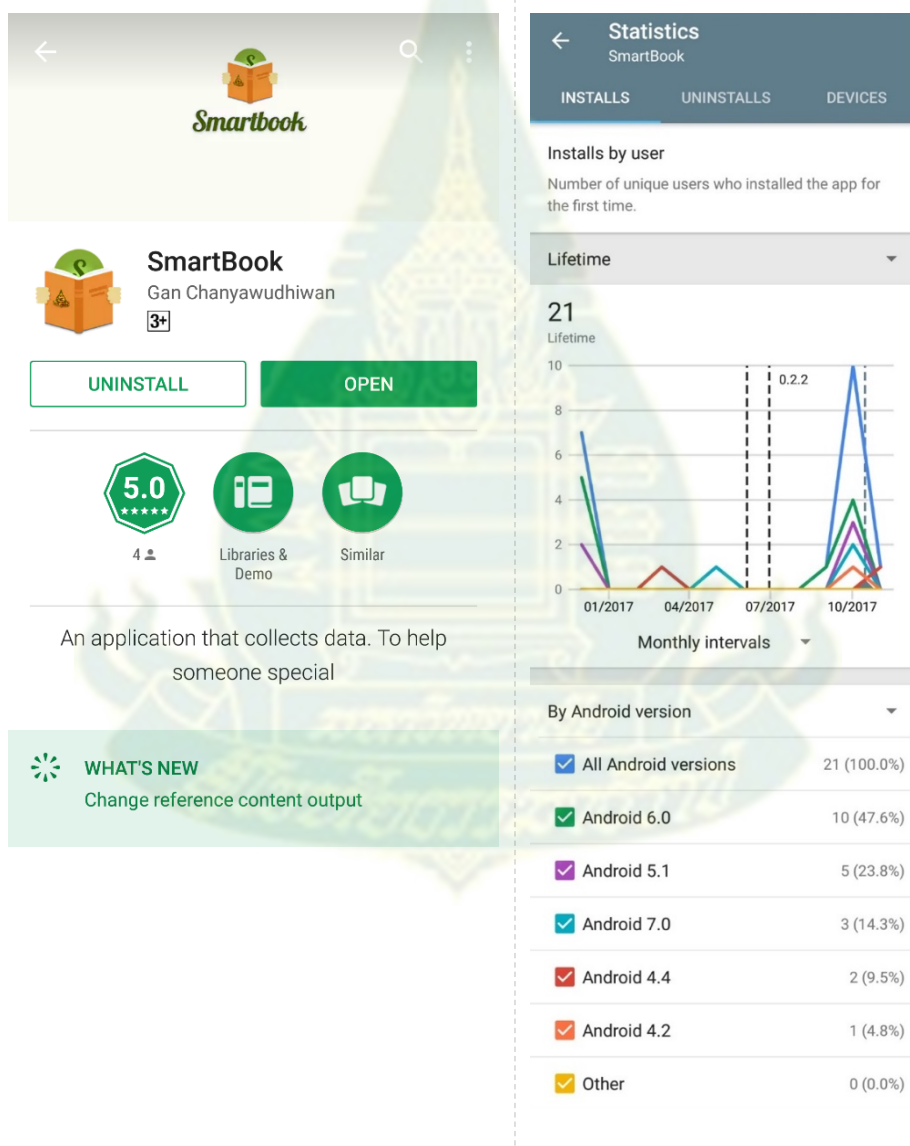 Smartbook
SmartBook
Gan Chanyawudhiwan
3+
UNINSTALL
OPEN
5.0
4
Libraries &
Demo
Similar
An application that collects data. To help
someone special
WHAT'S NEW
Change reference content output
Statistics
SmartBook
INSTALLS
UNINSTALLS
DEVICES
Installs by user
Number of unique users who installed the app for
the first time.
Lifetime
21
Lifetime
10
0.2.2
8
6
4
2
0
01/2017
04/2017
07/2017
10/2017
Monthly intervals
By Android version
All Android versions 21 (100.0%)
Android 6.0 10 (47.6%)
Android 5.1 5 (23.8%)
Android 7.0 3 (14.3%)
Android 4.4 2 (9.5%)
Android 4.2 1 (4.8%)
Other 0 (0.0%)